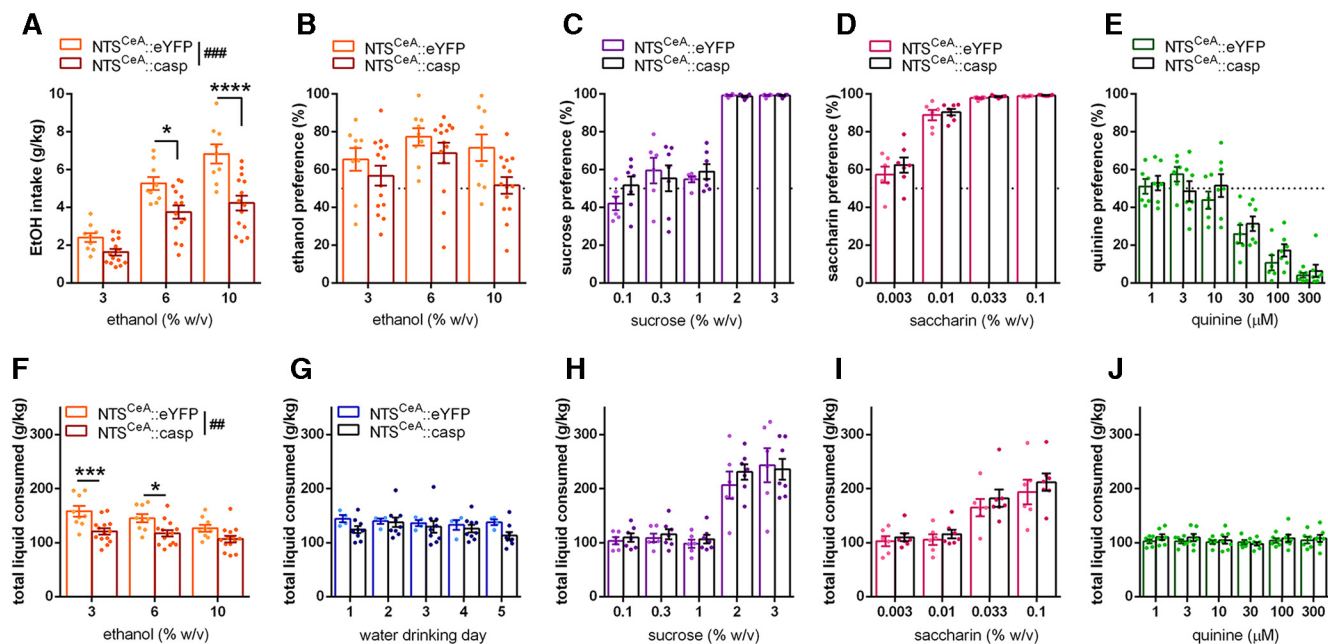 A
NTS^CeA::eYFP
NTS^CeA::casp
###
EtOH intake (g/kg)
10
8
6
4
2
0
*
****
3 6 10
ethanol (% w/v)
B
NTS^CeA::eYFP
NTS^CeA::casp
ethanol preference (%)
100
80
60
40
20
0
3 6 10
ethanol (% w/v)
C
NTS^CeA::eYFP
NTS^CeA::casp
sucrose preference (%)
100
80
60
40
20
0
0.1 0.3 1 2 3
sucrose (% w/v)
D
NTS^CeA::eYFP
NTS^CeA::casp
saccharin preference (%)
100
80
60
40
20
0
0.003 0.01 0.033 0.1
saccharin (% w/v)
E
NTS^CeA::eYFP
NTS^CeA::casp
quinine preference (%)
100
80
60
40
20
0
1 3 10 30 100 300
quinine (µM)
F
NTS^CeA::eYFP
NTS^CeA::casp
##
total liquid consumed (g/kg)
300
200
100
0
***
*
3 6 10
ethanol (% w/v)
G
NTS^CeA::eYFP
NTS^CeA::casp
total liquid consumed (g/kg)
300
200
100
0
1 2 3 4 5
water drinking day
H
total liquid consumed (g/kg)
300
200
100
0
0.1 0.3 1 2 3
sucrose (% w/v)
I
total liquid consumed (g/kg)
300
200
100
0
0.003 0.01 0.033 0.1
saccharin (% w/v)
J
total liquid consumed (g/kg)
300
200
100
0
1 3 10 30 100 300
quinine (µM)